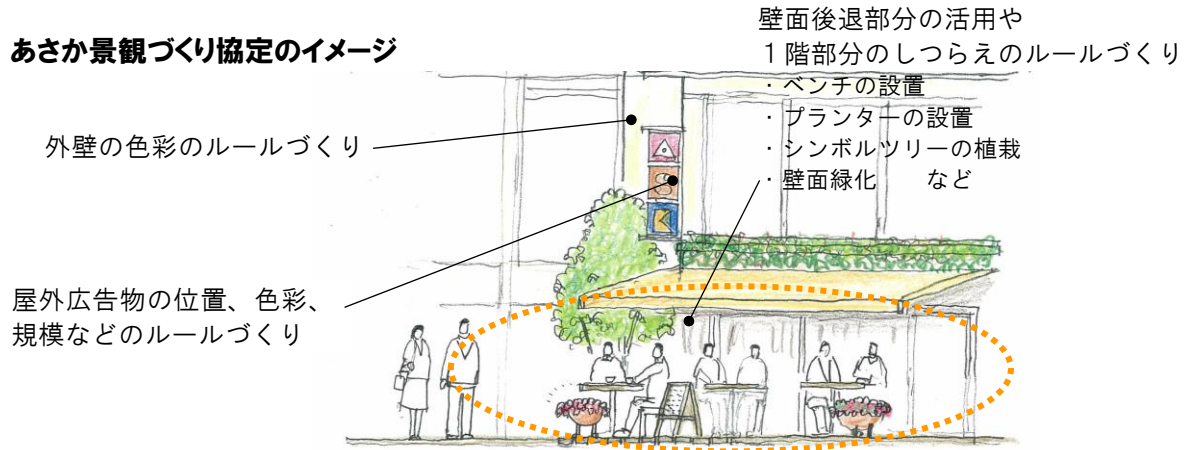 あさか景観づくり協定のイメージ
壁面後退部分の活用や
１階部分のしつらえのルールづくり
・ベンチの設置
・プランターの設置
・シンボルツリーの植栽
・壁面緑化　　など
外壁の色彩のルールづくり
屋外広告物の位置、色彩、
規模などのルールづくり